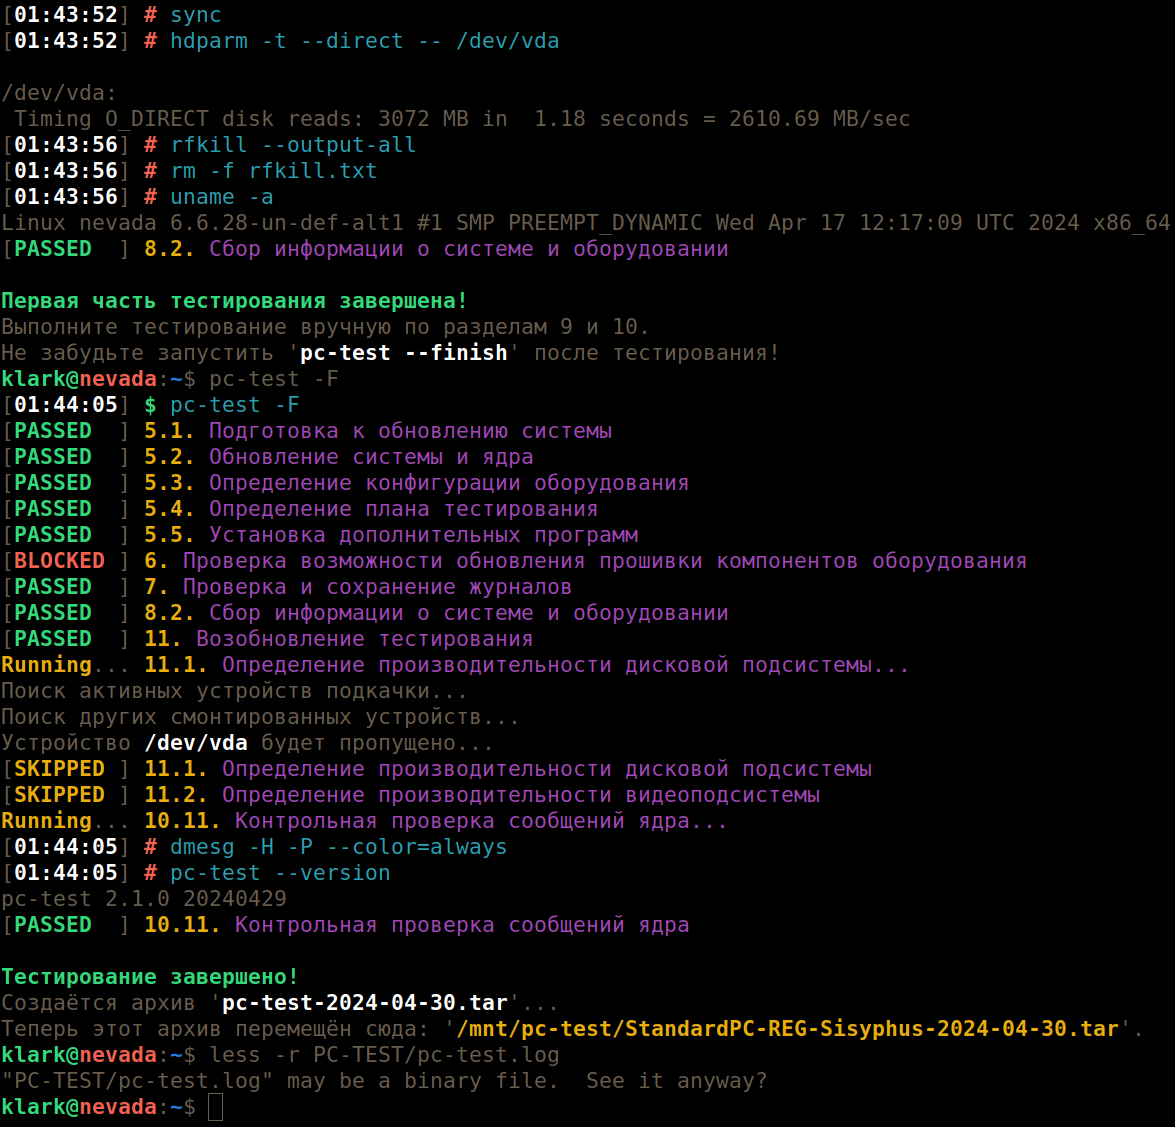 [01:43:52] # sync
[01:43:52] # hdparm -t --direct -- /dev/vda
/dev/vda:
 Timing O_DIRECT disk reads: 3072 MB in  1.18 seconds = 2610.69 MB/sec
[01:43:56] # rfkill --output-all
[01:43:56] # rm -f rfkill.txt
[01:43:56] # uname -a
Linux nevada 6.6.28-un-def-alt1 #1 SMP PREEMPT_DYNAMIC Wed Apr 17 12:17:09 UTC 2024 x86_64
[PASSED  ] 8.2. Сбор информации о системе и оборудовании
Первая часть тестирования завершена!
Выполните тестирование вручную по разделам 9 и 10.
Не забудьте запустить 'pc-test --finish' после тестирования!
klark@nevada:~$ pc-test -F
[01:44:05] $ pc-test -F
[PASSED  ] 5.1. Подготовка к обновлению системы
[PASSED  ] 5.2. Обновление системы и ядра
[PASSED  ] 5.3. Определение конфигурации оборудования
[PASSED  ] 5.4. Определение плана тестирования
[PASSED  ] 5.5. Установка дополнительных программ
[BLOCKED ] 6. Проверка возможности обновления прошивки компонентов оборудования
[PASSED  ] 7. Проверка и сохранение журналов
[PASSED  ] 8.2. Сбор информации о системе и оборудовании
[PASSED  ] 11. Возобновление тестирования
Running... 11.1. Определение производительности дисковой подсистемы...
Поиск активных устройств подкачки...
Поиск других смонтированных устройств...
Устройство /dev/vda будет пропущено...
[SKIPPED ] 11.1. Определение производительности дисковой подсистемы
[SKIPPED ] 11.2. Определение производительности видеоподсистемы
Running... 10.11. Контрольная проверка сообщений ядра...
[01:44:05] # dmesg -H -P --color=always
[01:44:05] # pc-test --version
pc-test 2.1.0 20240429
[PASSED  ] 10.11. Контрольная проверка сообщений ядра
Тестирование завершено!
Создаётся архив 'pc-test-2024-04-30.tar'...
Теперь этот архив перемещён сюда: '/mnt/pc-test/StandardPC-REG-Sisyphus-2024-04-30.tar'.
klark@nevada:~$ less -r PC-TEST/pc-test.log
"PC-TEST/pc-test.log" may be a binary file.  See it anyway?
klark@nevada:~$